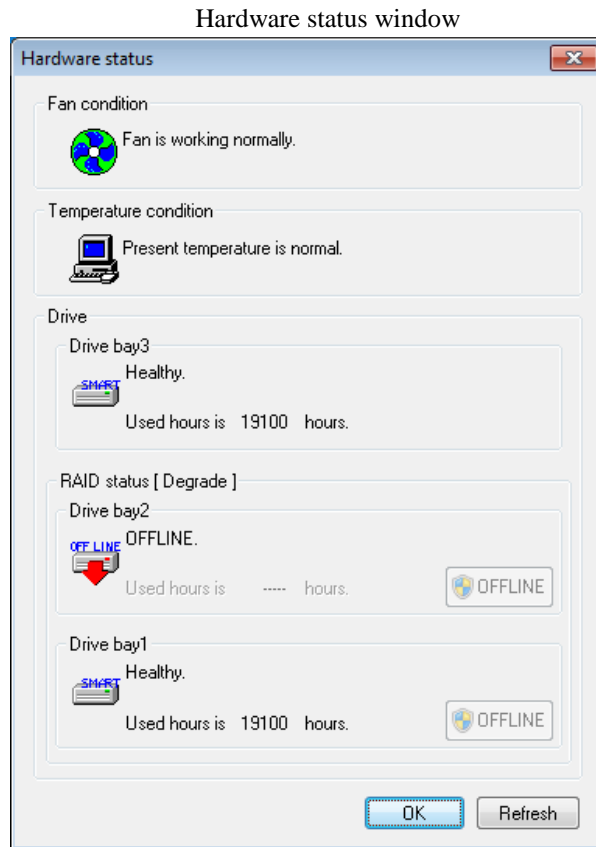 Hardware status window
Hardware status
Fan condition
Fan is working normally.
Temperature condition
Present temperature is normal.
Drive
Drive bay3
SMART
Healthy.
Used hours is 19100 hours.
RAID status [ Degrade ]
Drive bay2
OFF LINE
OFFLINE.
Used hours is ----- hours.
OFFLINE
Drive bay1
SMART
Healthy.
Used hours is 19100 hours.
OFFLINE
OK
Refresh